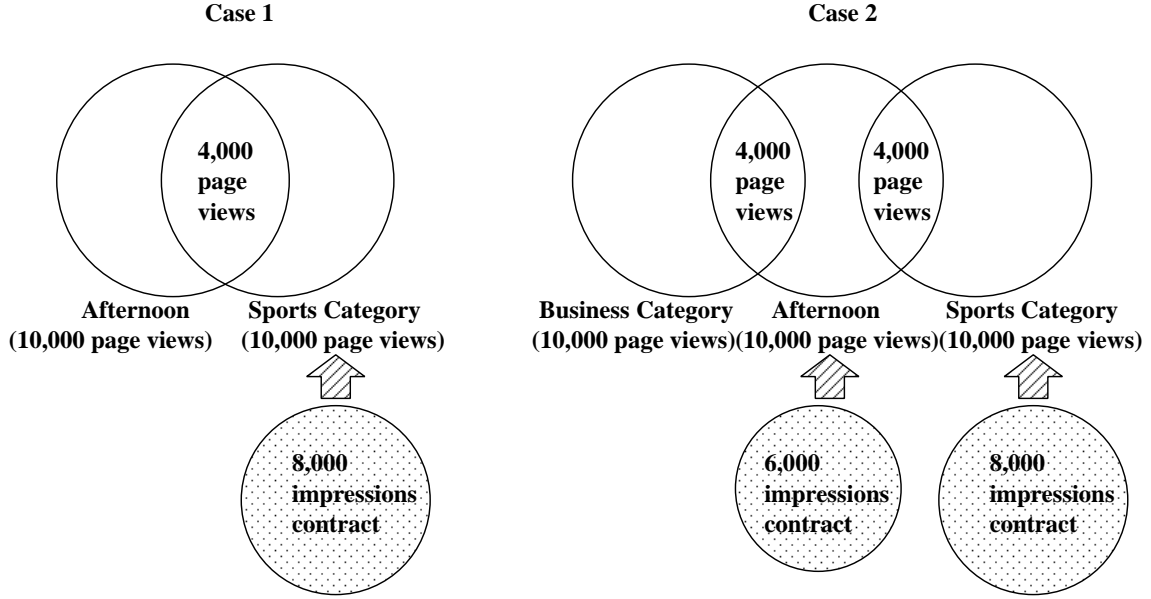 Case 1
4,000
page
views
Afternoon
(10,000 page views)
Sports Category
(10,000 page views)
8,000
impressions
contract
Case 2
4,000
page
views
4,000
page
views
Business Category
(10,000 page views)
Afternoon
(10,000 page views)
Sports Category
(10,000 page views)
6,000
impressions
contract
8,000
impressions
contract